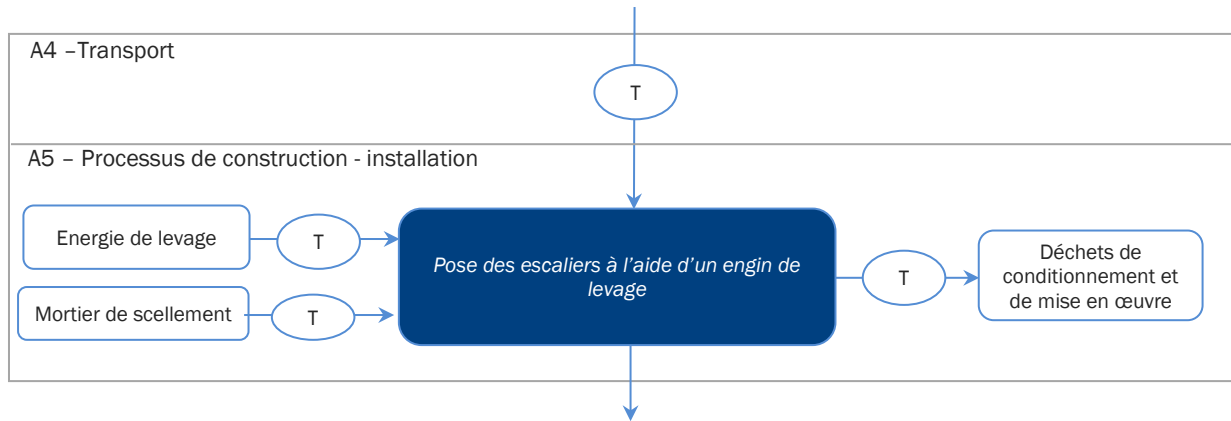 A4 –Transport
T
A5 – Processus de construction - installation
Energie de levage
T
Mortier de scellement
T
Pose des escaliers à l’aide d’un engin de
levage
T
Déchets de
conditionnement et
de mise en œuvre